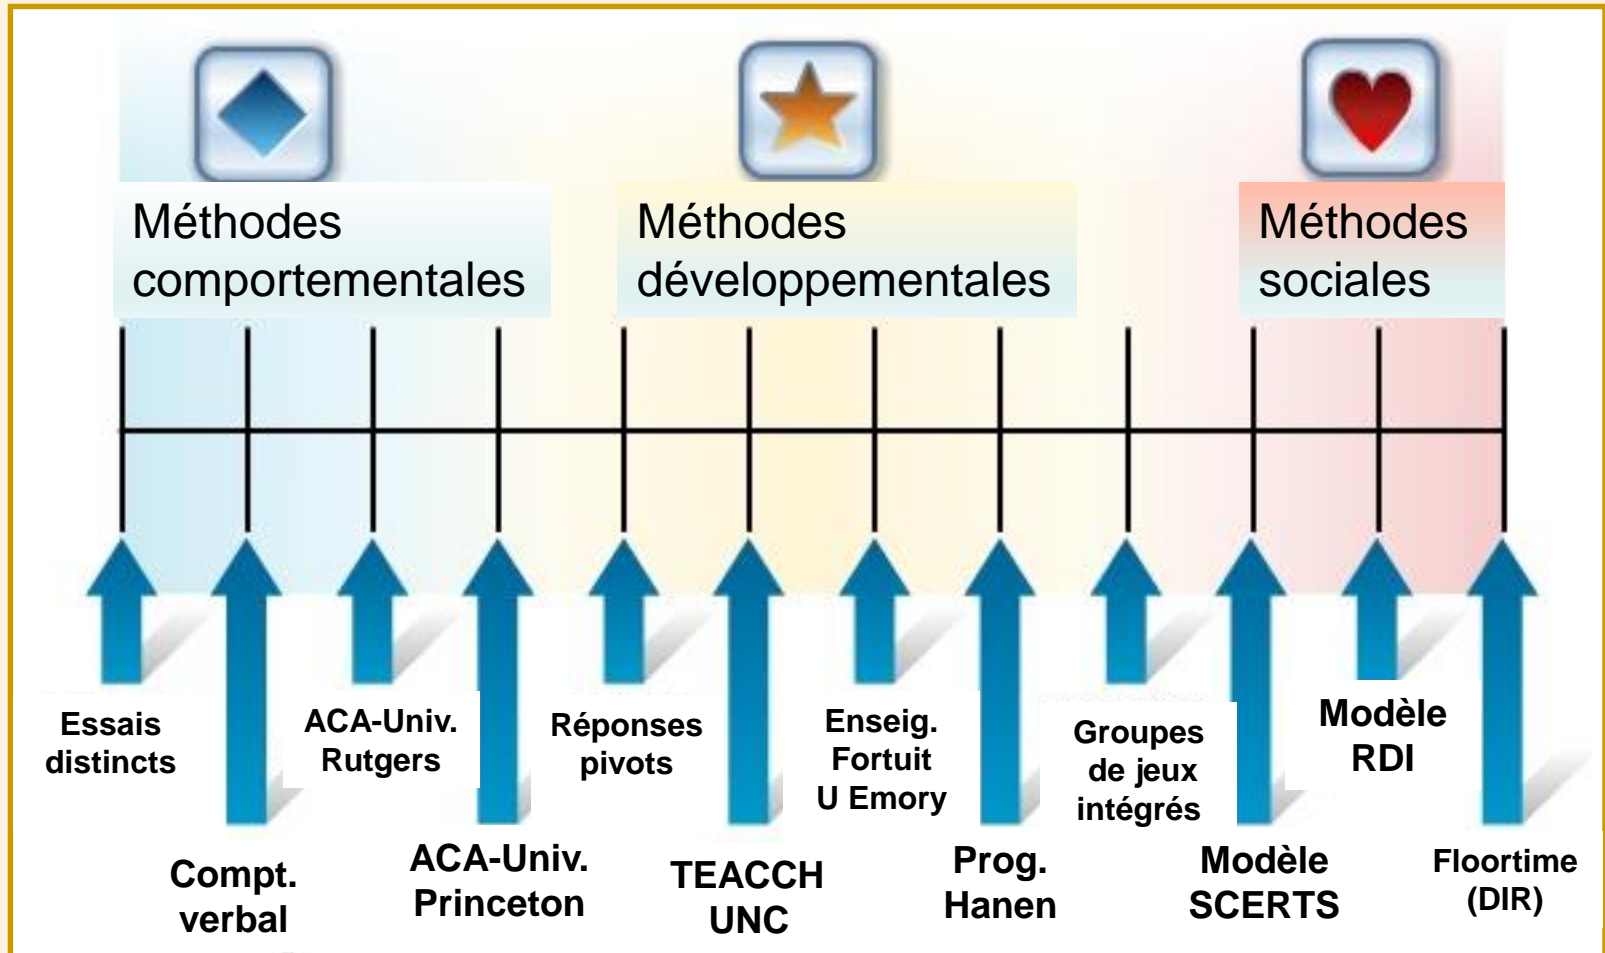 Méthodes
comportementales
Méthodes
développementales
Méthodes
sociales
Essais
distincts
Compt.
verbal
ACA-Univ.
Rutgers
ACA-Univ.
Princeton
Réponses
pivots
TEACCH
UNC
Enseig.
Fortuit
U Emory
Prog.
Hanen
Groupes
de jeux
intégrés
Modèle
SCERTS
Modèle
RDI
Floortime
(DIR)